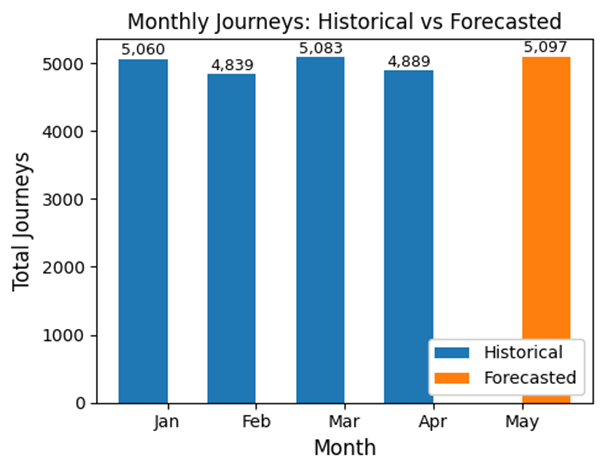 Monthly Journeys: Historical vs Forecasted
5,060
4,839
5,083
4,889
5,097
5000
4000
3000
2000
1000
0
Total Journeys
Historical
Forecasted
Jan
Feb
Mar
Apr
May
Month